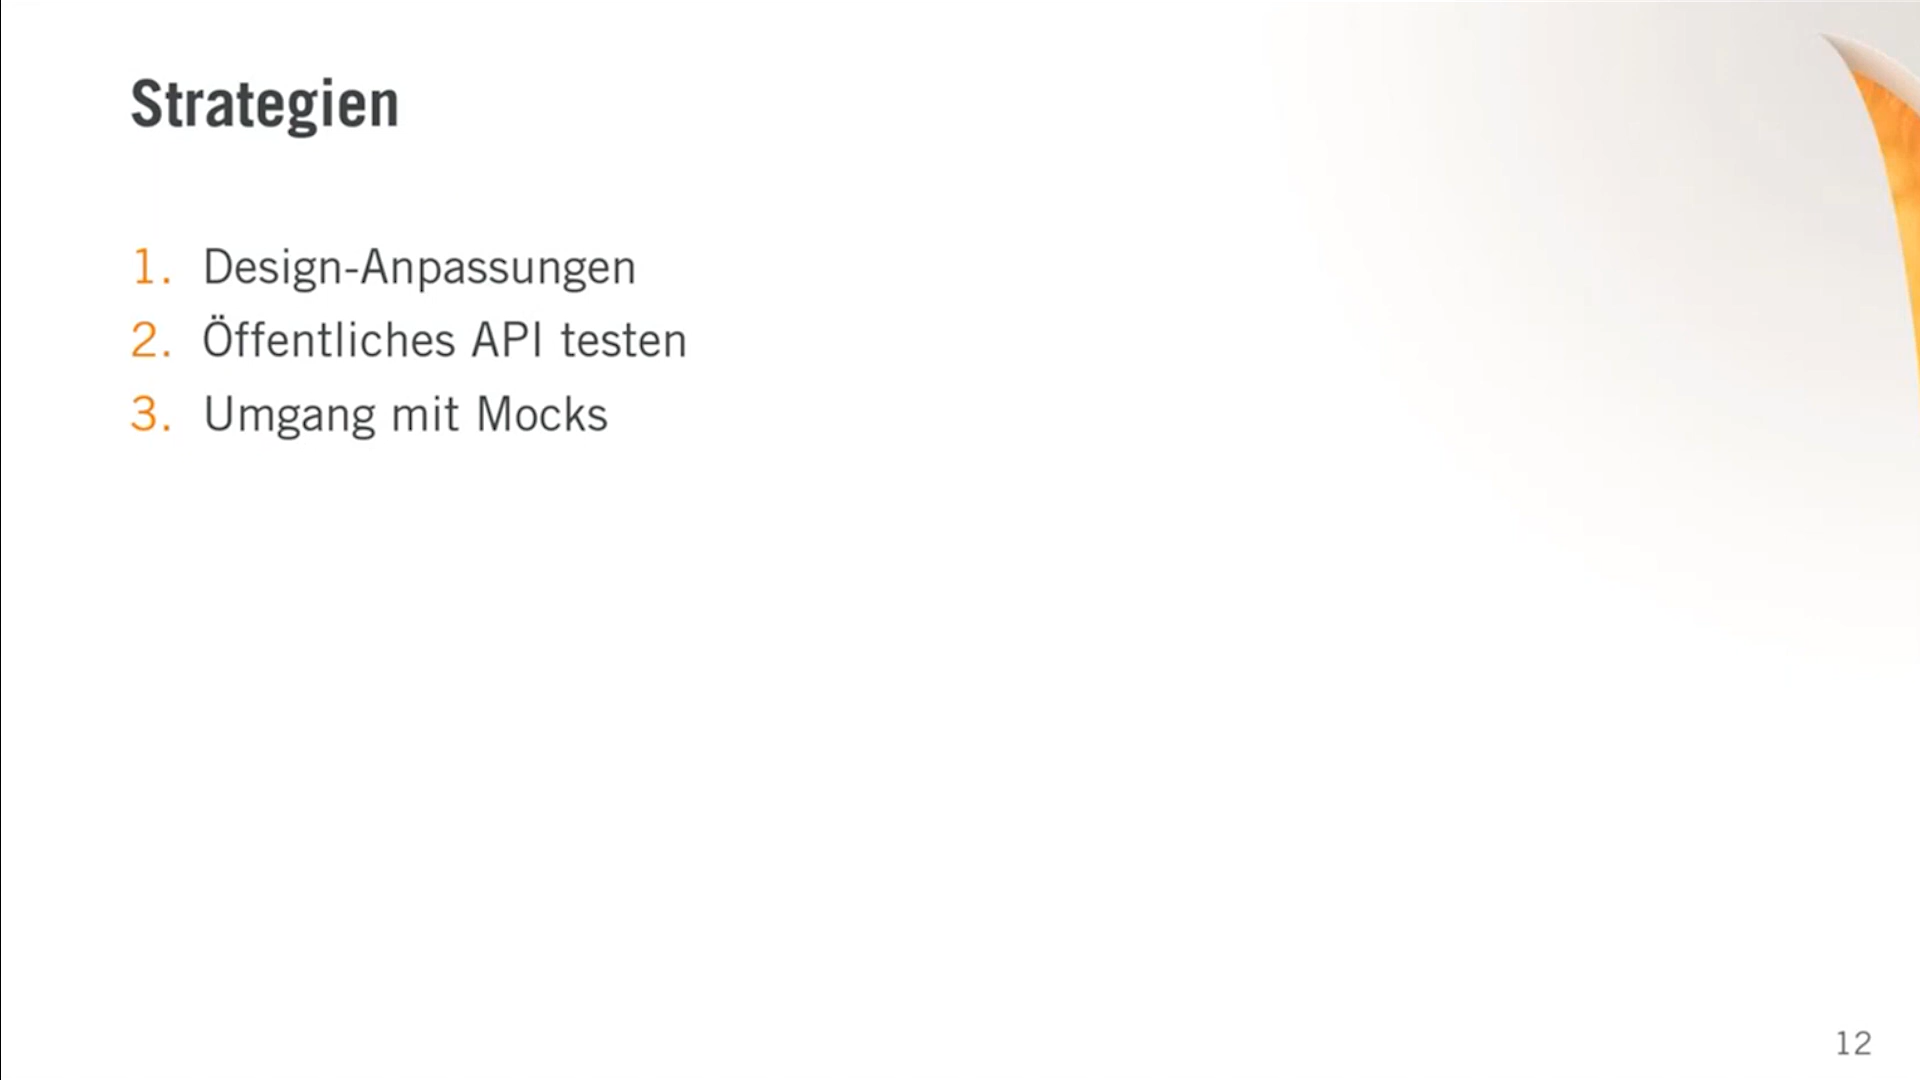 Strategien
1. Design-Anpassungen
2. Öffentliches API testen
3. Umgang mit Mocks
12